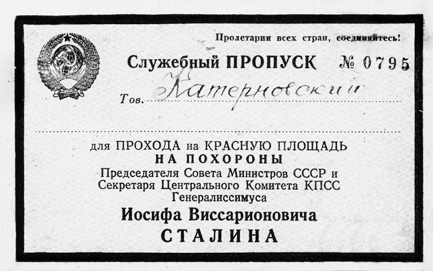 Пролетарии всех стран, соединяйтесь!
Служебный ПРОПУСК № 0795
Тов. Катерновский
для ПРОХОДА на КРАСНУЮ ПЛОЩАДЬ
НА ПОХОРОНЫ
Председателя Совета Министров СССР и
Секретаря Центрального Комитета КПСС
Генералиссимуса
Иосифа Виссарионовича
СТАЛИНА